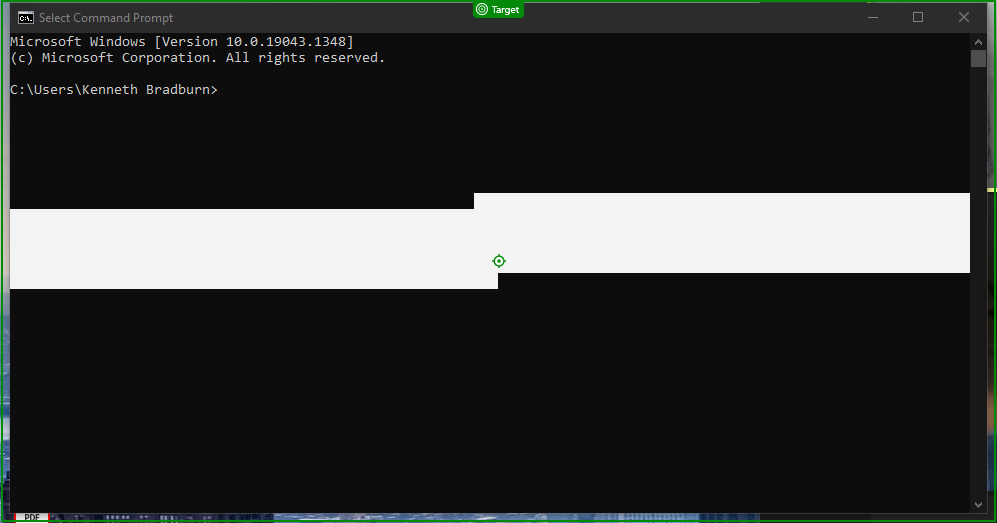 Target
Select Command Prompt
Microsoft Windows [Version 10.0.19043.1348]
(c) Microsoft Corporation. All rights reserved.
C:\Users\Kenneth Bradburn>
PDF